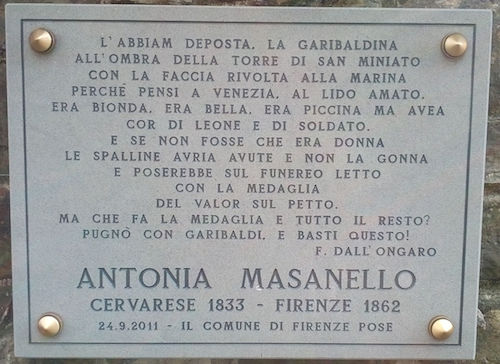 L'ABBIAM DEPOSTA, LA GARIBALDINA
ALL'OMBRA DELLA TORRE DI SAN MINIATO
CON LA FACCIA RIVOLTA ALLA MARINA
PERCHÉ PENSI A VENEZIA, AL LIDO AMATO.
ERA BIONDA, ERA BELLA, ERA PICCINA MA AVEA
COR DI LEONE E DI SOLDATO.
E SE NON FOSSE CHE ERA DONNA
LE SPALLINE AVRIA AVUTE E NON LA GONNA
E POSEREBBE SUL FUNEREO LETTO
CON LA MEDAGLIA
DEL VALOR SUL PETTO.
MA CHE FA LA MEDAGLIA E TUTTO IL RESTO?
PUGNÒ CON GARIBALDI, E BASTI QUESTO!
F. DALL'ONGARO
ANTONIA MASANELLO
CERVARESE 1833 - FIRENZE 1862
24.9.2011 - IL COMUNE DI FIRENZE POSE